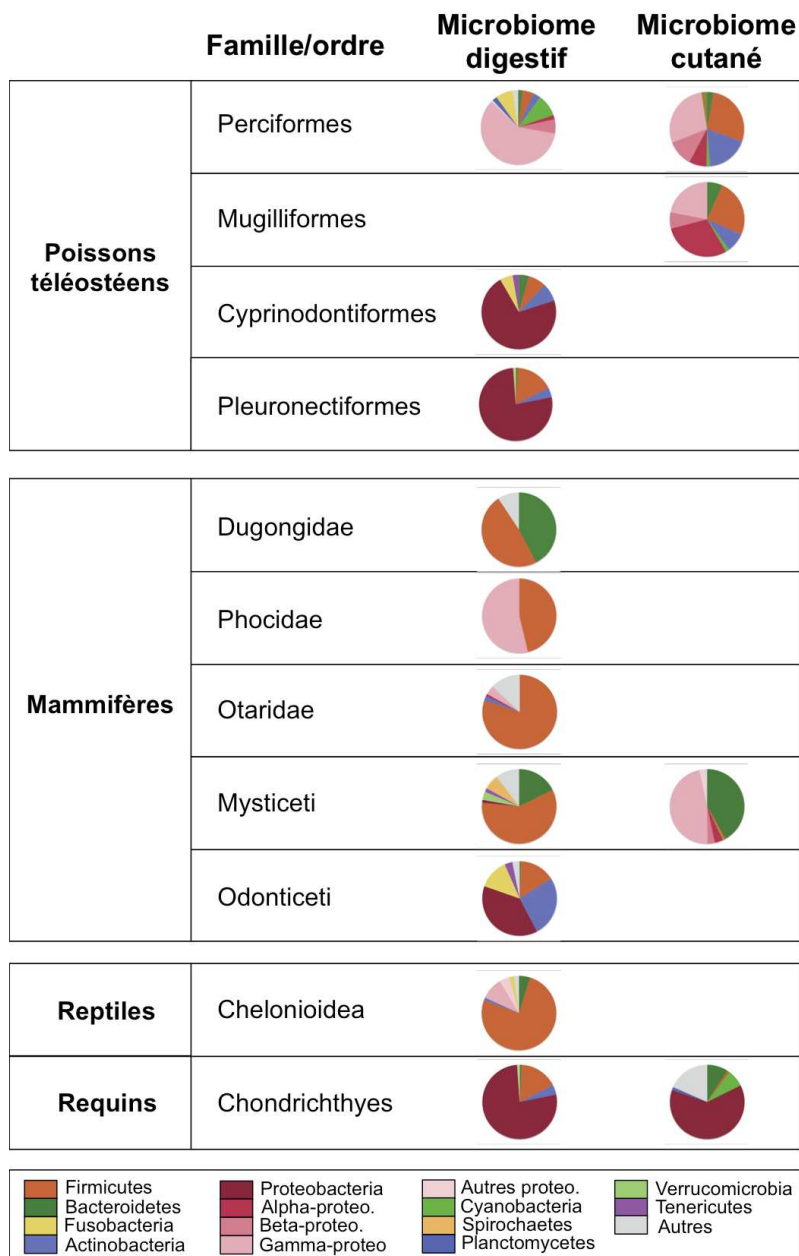 Famille/ordre
Microbiome
digestif
Microbiome
cutané
Poissons
téléostéens
Perciformes
Mugilliformes
Cyprinodontiformes
Pleuronectiformes
Mammifères
Dugongidae
Phocidae
Otaridae
Mysticeti
Odonticeti
Reptiles
Chelonioidea
Requins
Chondrichthyes
Firmicutes
Bacteroidetes
Fusobacteria
Actinobacteria
Proteobacteria
Alpha-proteo.
Beta-proteo.
Gamma-proteo
Autres proteo.
Cyanobacteria
Spirochaetes
Planctomycetes
Verrucomicrobia
Tenericutes
Autres